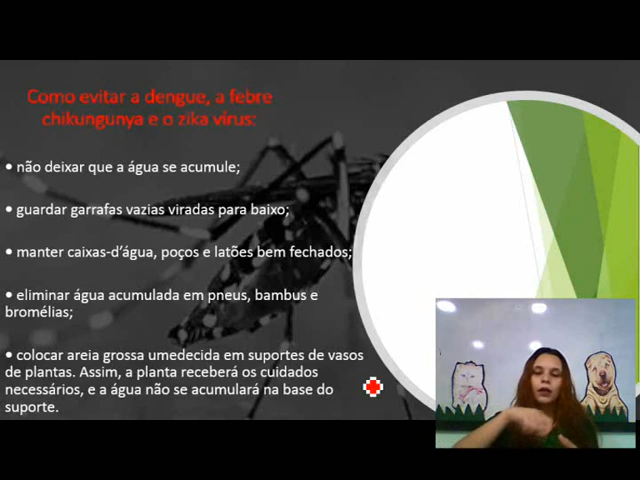 Como evitar a dengue, a febre
chikungunya e o zika vírus:
• não deixar que a água se acumule;
• guardar garrafas vazias viradas para baixo;
• manter caixas-d’água, poços e latões bem fechados;
• eliminar água acumulada em pneus, bambus e
bromélias;
• colocar areia grossa umedecida em suportes de vasos
de plantas. Assim, a planta receberá os cuidados
necessários, e a água não se acumulará na base do
suporte.